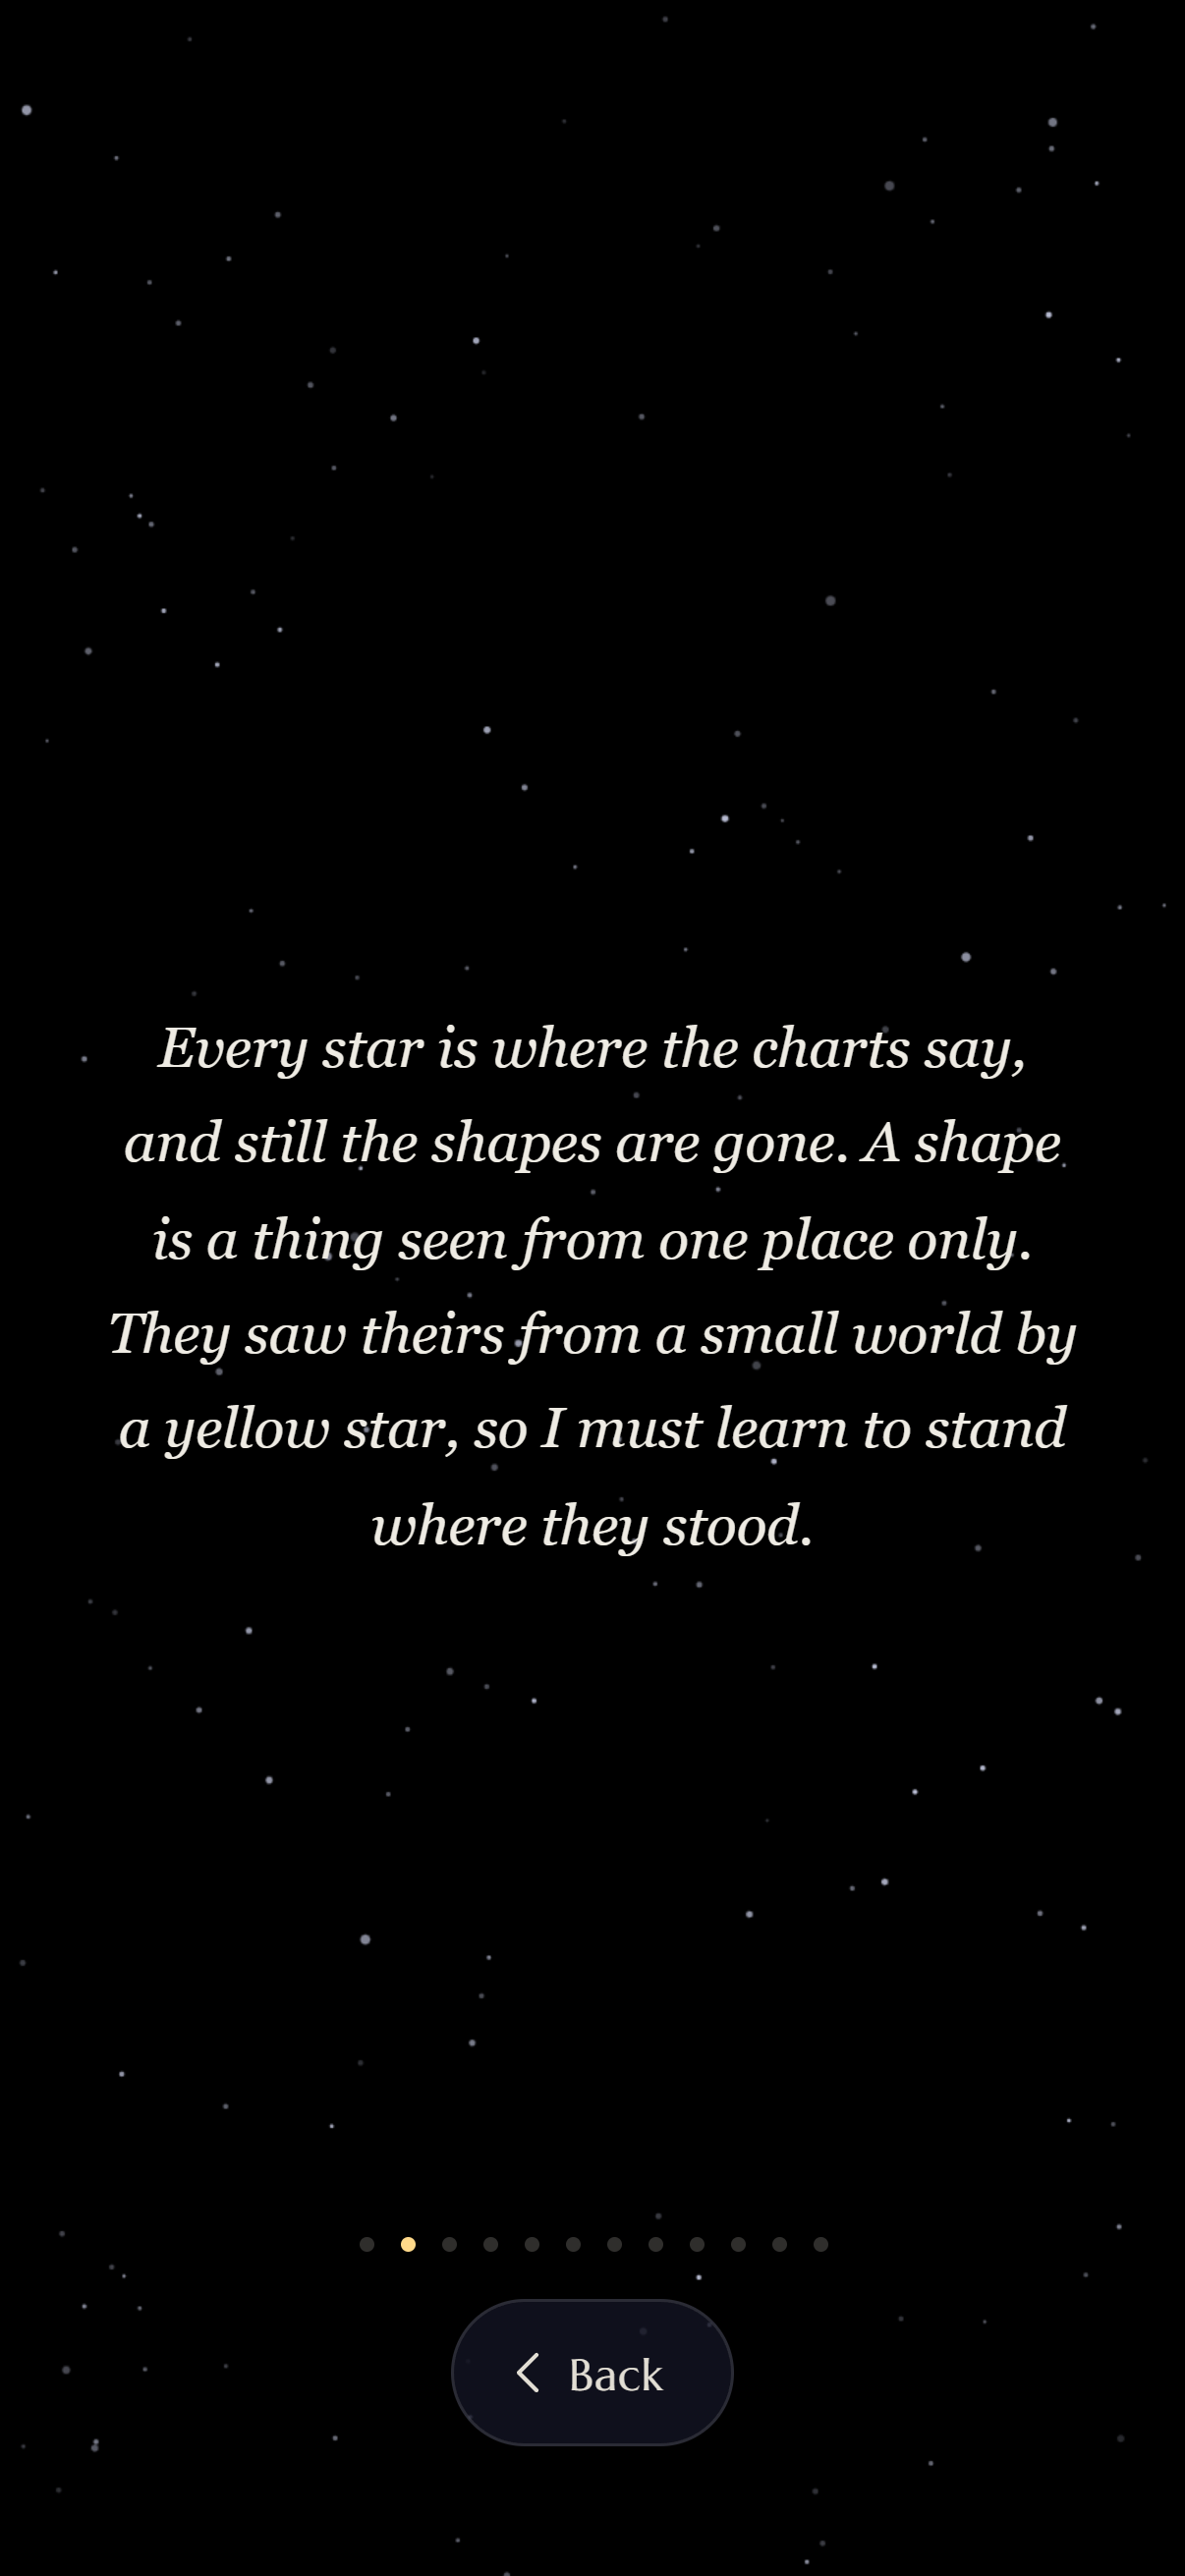 Every star is where the charts say,
and still the shapes are gone. A shape
is a thing seen from one place only.
They saw theirs from a small world by
a yellow star, so I must learn to stand
where they stood.
Back